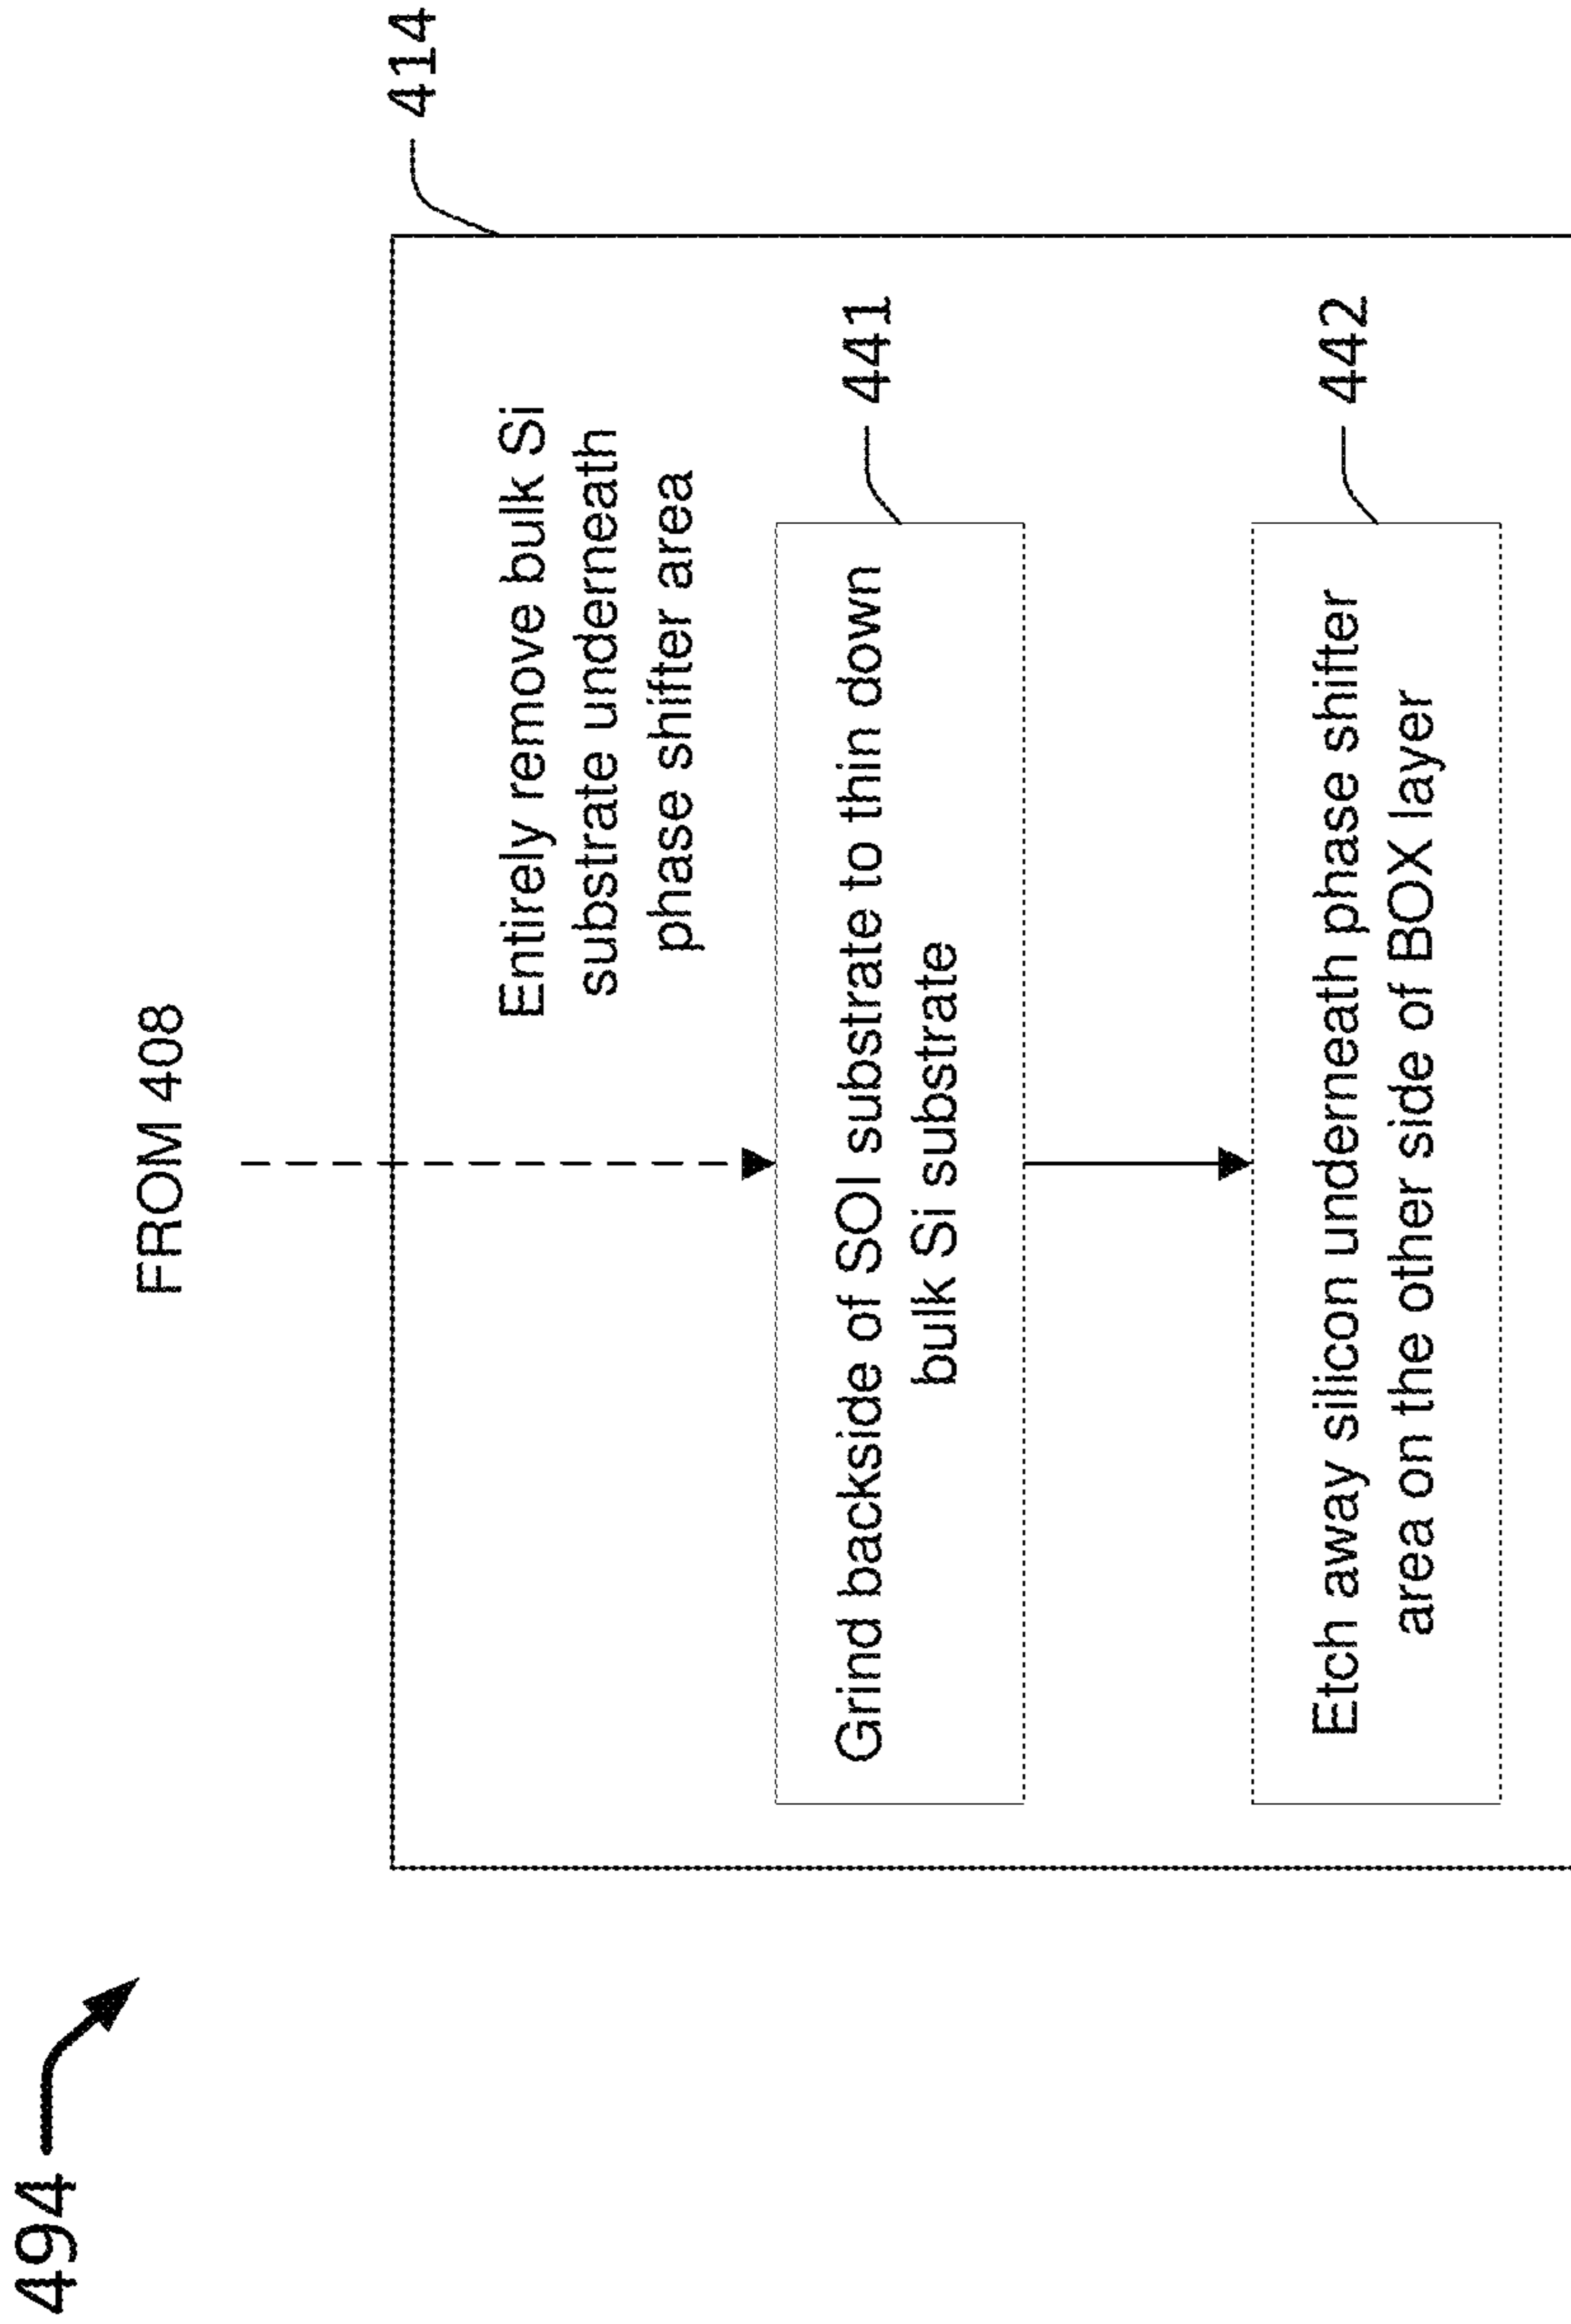 494
FROM 408
414
Entirely remove bulk Si
substrate underneath
phase shifter area
441
Grind backside of SOI substrate to thin down
bulk Si substrate
442
Etch away silicon underneath phase shifter
area on the other side of BOX layer